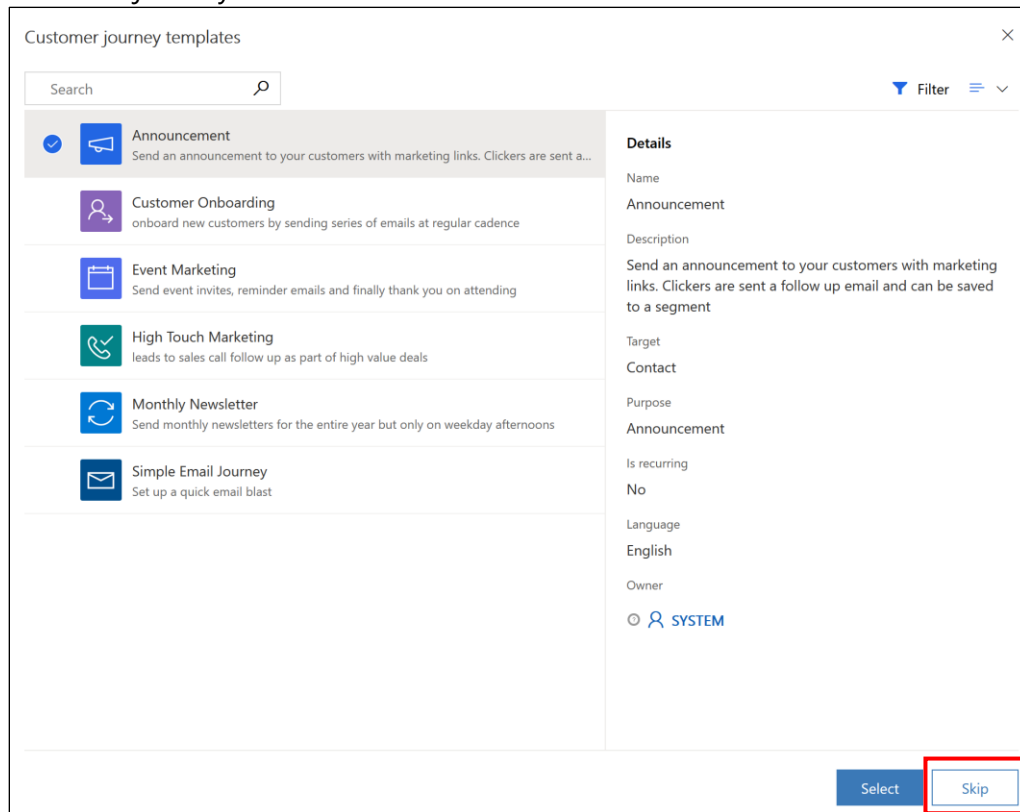 Customer journey templates
Search
Filter
Announcement
Send an announcement to your customers with marketing links. Clickers are sent a...
Customer Onboarding
onboard new customers by sending series of emails at regular cadence
Event Marketing
Send event invites, reminder emails and finally thank you on attending
High Touch Marketing
leads to sales call follow up as part of high value deals
Monthly Newsletter
Send monthly newsletters for the entire year but only on weekday afternoons
Simple Email Journey
Set up a quick email blast
Details
Name
Announcement
Description
Send an announcement to your customers with marketing
links. Clickers are sent a follow up email and can be saved
to a segment
Target
Contact
Purpose
Announcement
Is recurring
No
Language
English
Owner
SYSTEM
Select
Skip